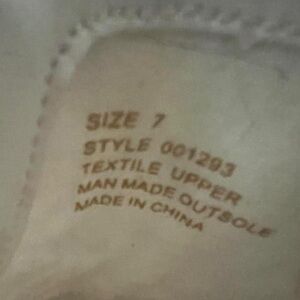 SIZE 7
STYLE 001293
TEXTILE UPPER
MAN MADE OUTSOLE
MADE IN CHINA